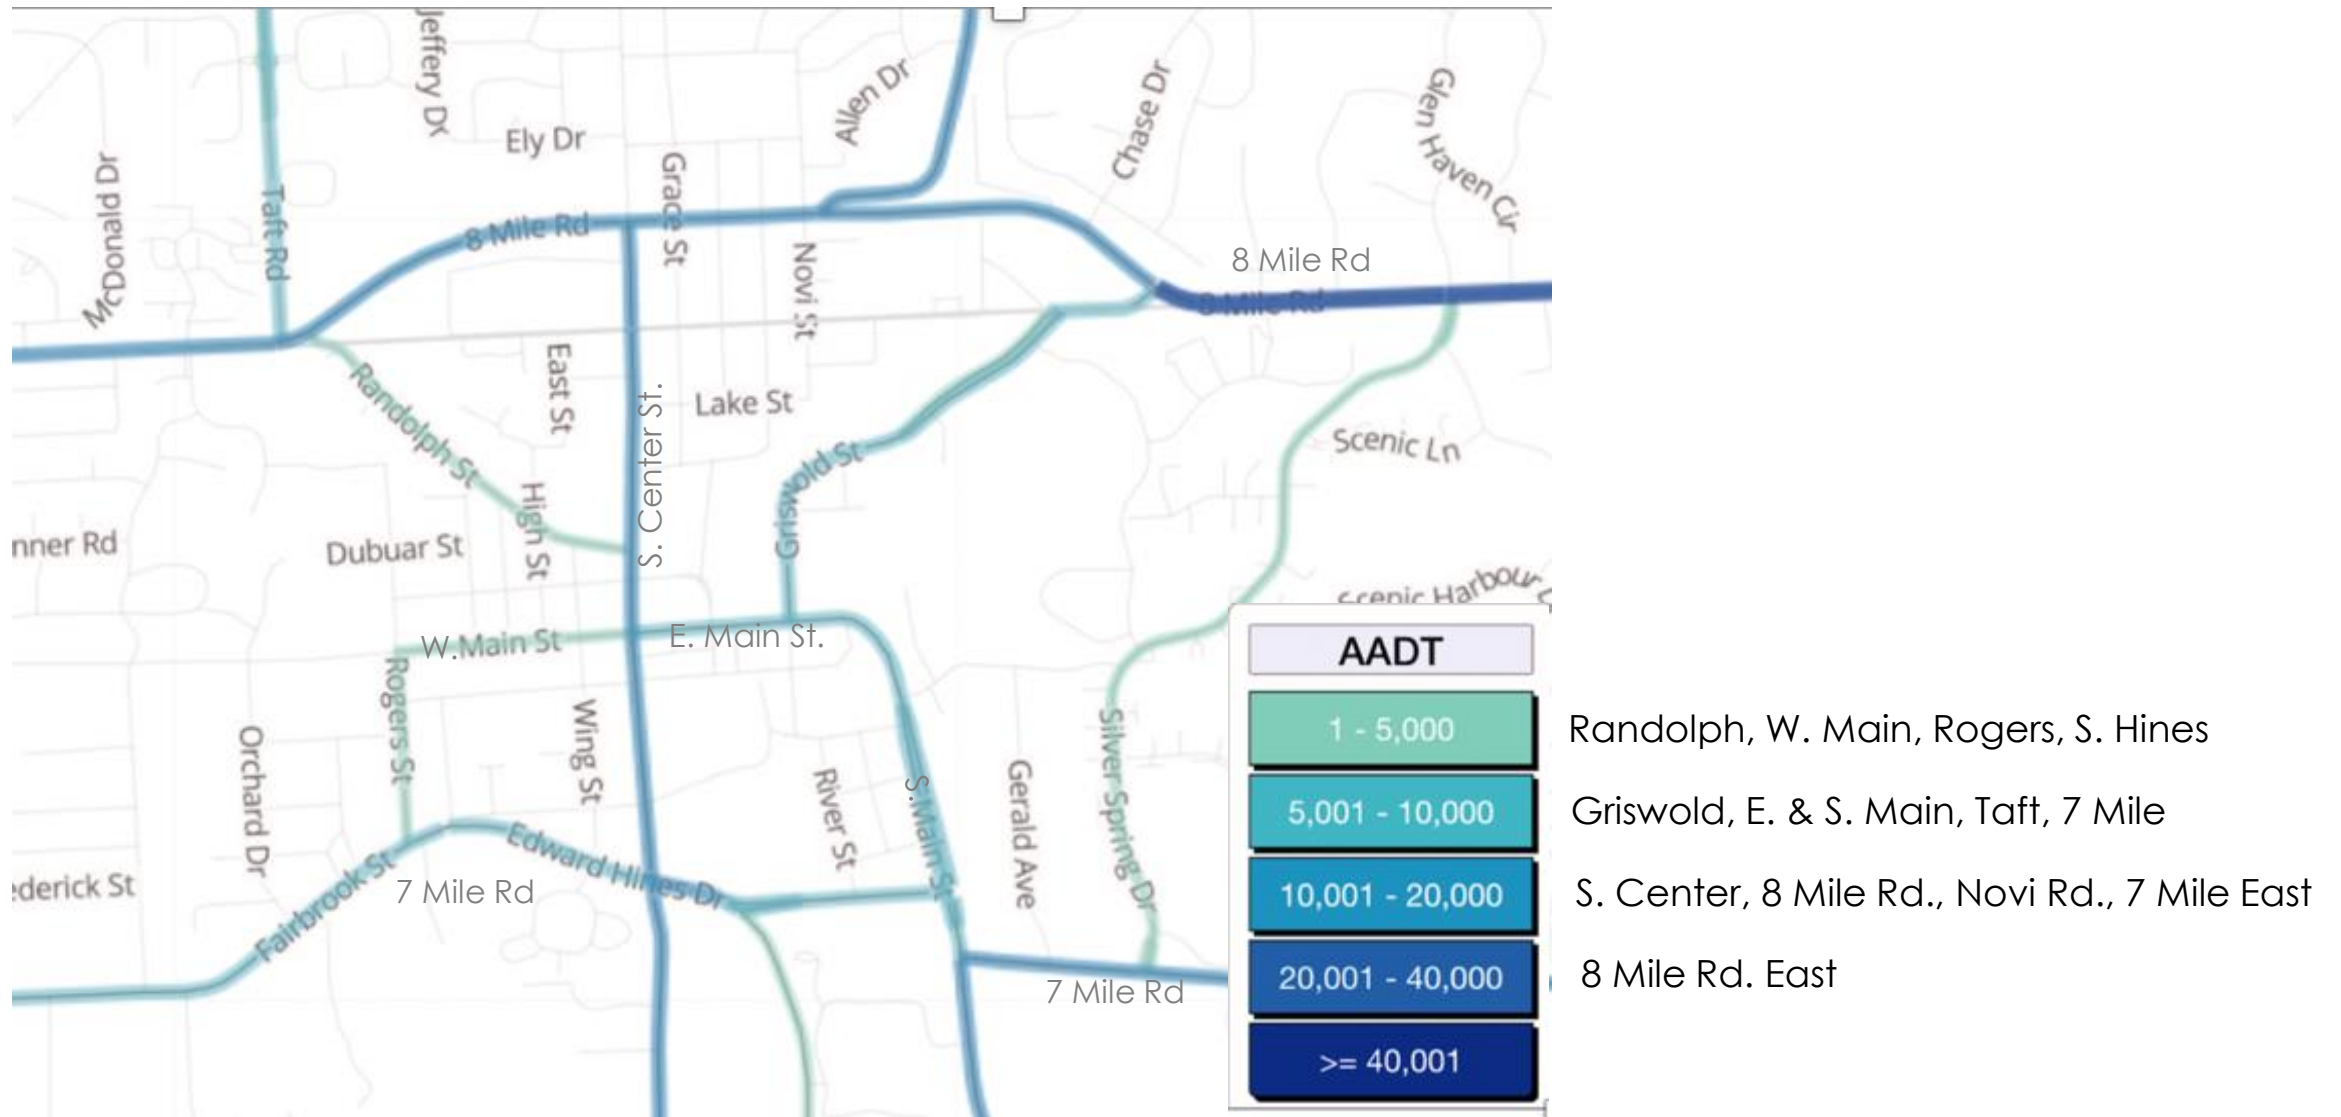 Jeffery Dr
Allen Dr
Chase Dr
Glen Haven Cir
Ely Dr
McDonald Dr
Taft Rd
Grace St
8 Mile Rd
Novi St
8 Mile Rd
8 Mile Rd
Randolph St
East St
S. Center St.
Lake St
Griswold St
Scenic Ln
High St
nner Rd
Dubuar St
Scenic Harbour D
W.Main St
E. Main St.
Rogers St
Orchard Dr
Wing St
River St
S.Main St
Gerald Ave
Silver Spring Dr
Edward Hines Dr
Fairbrook St
7 Mile Rd
ederick St
7 Mile Rd
AADT
1 - 5,000
Randolph, W. Main, Rogers, S. Hines
5,001 - 10,000
Griswold, E. & S. Main, Taft, 7 Mile
10,001 - 20,000
S. Center, 8 Mile Rd., Novi Rd., 7 Mile East
20,001 - 40,000
8 Mile Rd. East
>= 40,001